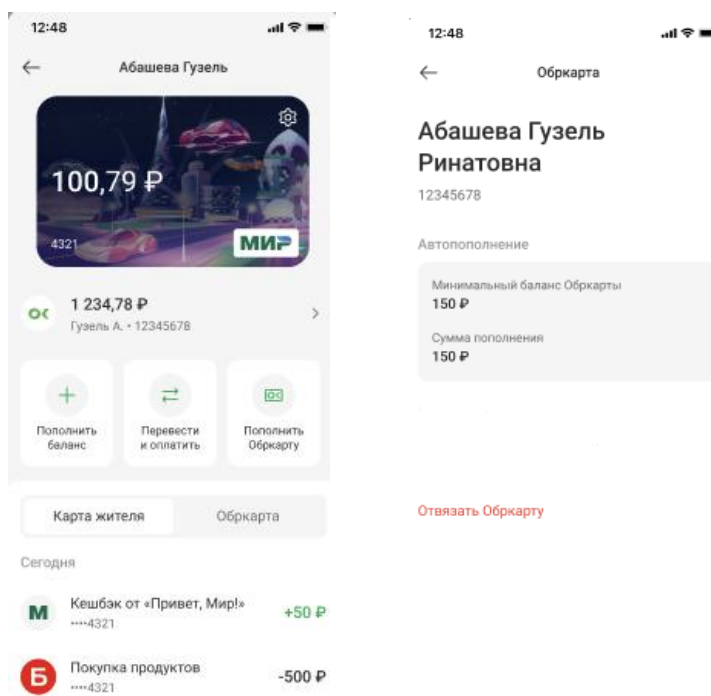 12:48
Абашева Гузель
100,79 ₽
4321
МИР
1 234,78 ₽
Гузель А. • 12345678
Пополнить
баланс
Перевести
и оплатить
Пополнить
Обркарту
Карта жителя
Обркарта
Сегодня
М
Кешбэк от «Привет, Мир!»
+50 ₽
••••4321
Б
Покупка продуктов
-500 ₽
••••4321
12:48
Обркарта
Абашева Гузель
Ринатовна
12345678
Автопополнение
Минимальный баланс Обркарты
150 ₽
Сумма пополнения
150 ₽
Отвязать Обркарту